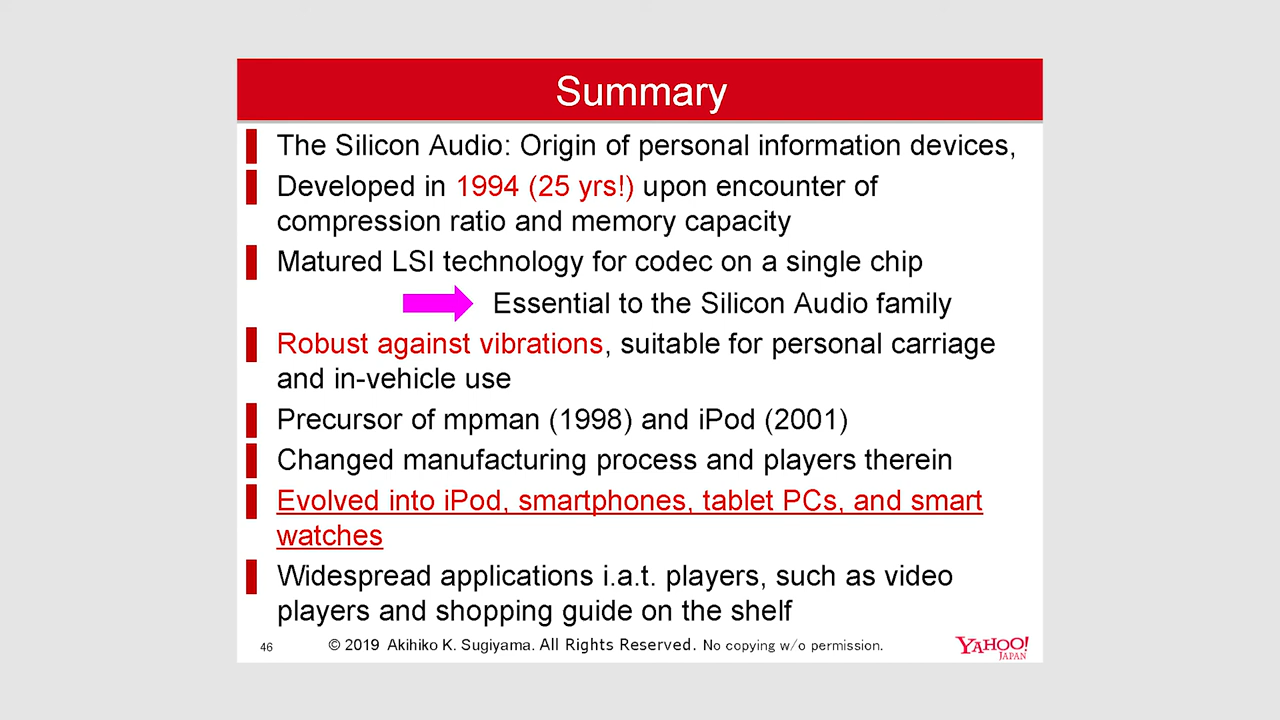 Summary
The Silicon Audio: Origin of personal information devices,
Developed in 1994 (25 yrs!) upon encounter of
compression ratio and memory capacity
Matured LSI technology for codec on a single chip
Essential to the Silicon Audio family
Robust against vibrations, suitable for personal carriage
and in-vehicle use
Precursor of mpman (1998) and iPod (2001)
Changed manufacturing process and players therein
Evolved into iPod, smartphones, tablet PCs, and smart
watches
Widespread applications i.a.t. players, such as video
players and shopping guide on the shelf
46
© 2019 Akihiko K. Sugiyama. All Rights Reserved. No copying w/o permission.
YAHOO!
JAPAN